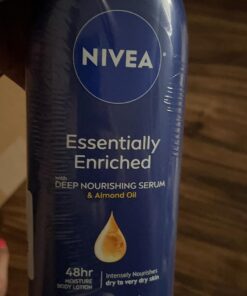 NIVEA
Essentially
Enriched
with
DEEP NOURISHING SERUM
& Almond Oil
48hr
MOISTURE
BODY LOTION
Intensely Nourishes
dry to very dry skin